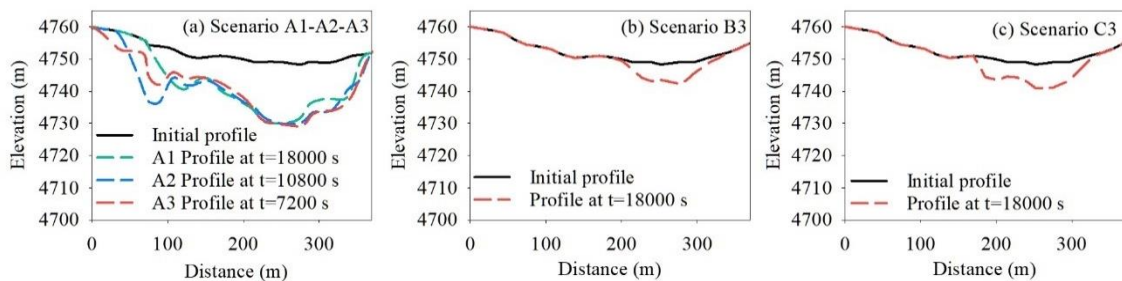 (a) Scenario A1-A2-A3
4760
4750
4740
4730
4720
4710
4700
Elevation (m)
Initial profile
A1 Profile at t=18000 s
A2 Profile at t=10800 s
A3 Profile at t=7200 s
0 100 200 300
Distance (m)
(b) Scenario B3
4760
4750
4740
4730
4720
4710
4700
Elevation (m)
Initial profile
Profile at t=18000 s
0 100 200 300
Distance (m)
(c) Scenario C3
4760
4750
4740
4730
4720
4710
4700
Elevation (m)
Initial profile
Profile at t=18000 s
0 100 200 300
Distance (m)